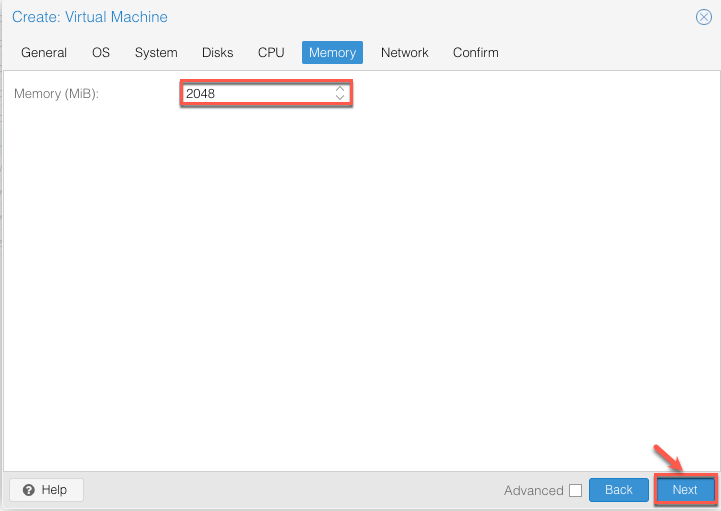 Create: Virtual Machine
General OS System Disks CPU Memory Network Confirm
Memory (MiB): 2048
Help Advanced Back Next